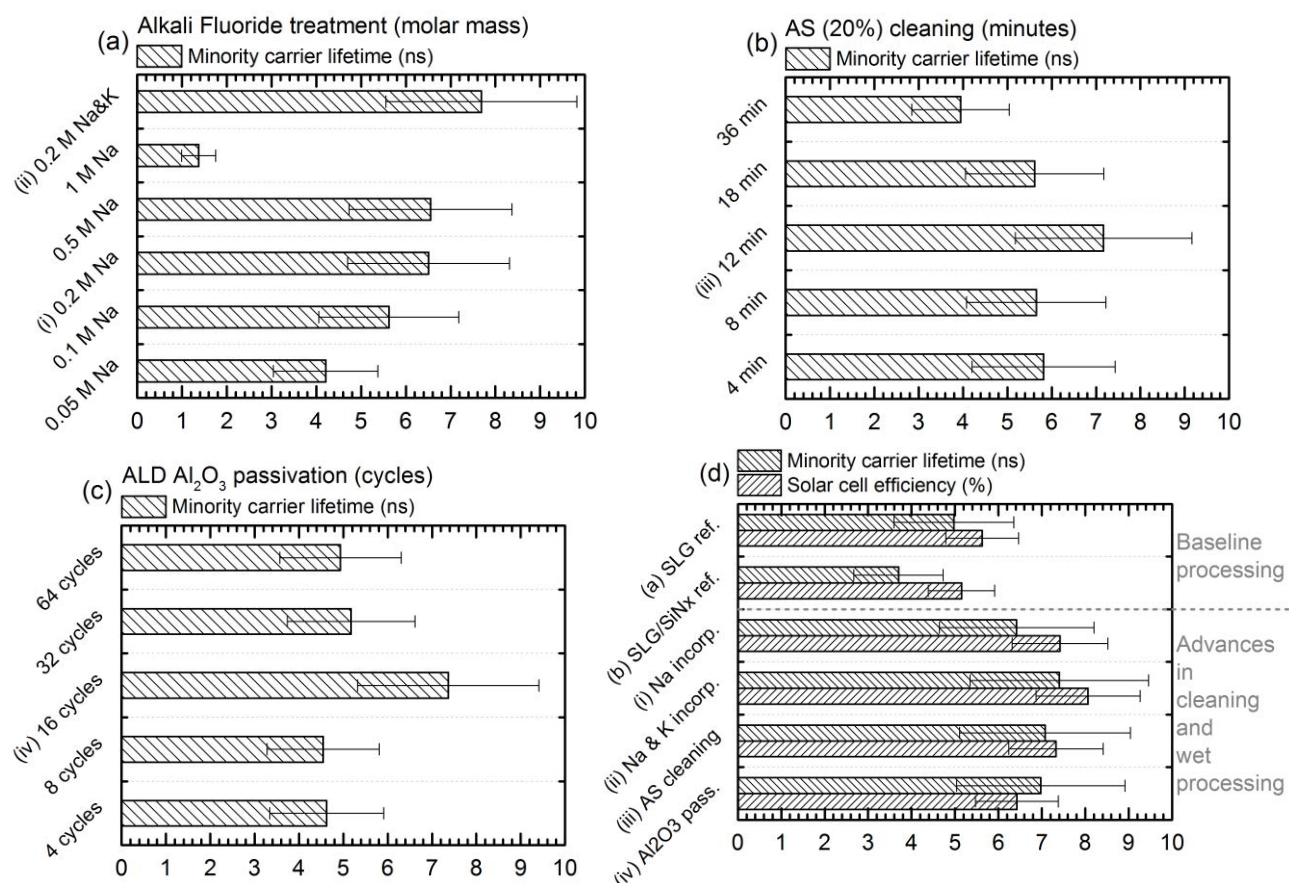 (a) Alkali Fluoride treatment (molar mass)
Minority carrier lifetime (ns)
(ii) 0.2 M Na&K
1 M Na
0.5 M Na
(i) 0.2 M Na
0.1 M Na
0.05 M Na
0 1 2 3 4 5 6 7 8 9 10
(b) AS (20%) cleaning (minutes)
Minority carrier lifetime (ns)
36 min
18 min
(iii) 12 min
8 min
4 min
0 1 2 3 4 5 6 7 8 9 10
(c) ALD Al₂O₃ passivation (cycles)
Minority carrier lifetime (ns)
64 cycles
32 cycles
(iv) 16 cycles
8 cycles
4 cycles
0 1 2 3 4 5 6 7 8 9 10
(d)
Minority carrier lifetime (ns)
Solar cell efficiency (%)
(a) SLG ref.
(b) SLG/SiNx ref.
(i) Na incorp.
(ii) Na & K incorp.
(iii) AS cleaning
(iv) Al2O3 pass.
Baseline
processing
Advances
in
cleaning
and
wet
processing
0 1 2 3 4 5 6 7 8 9 10